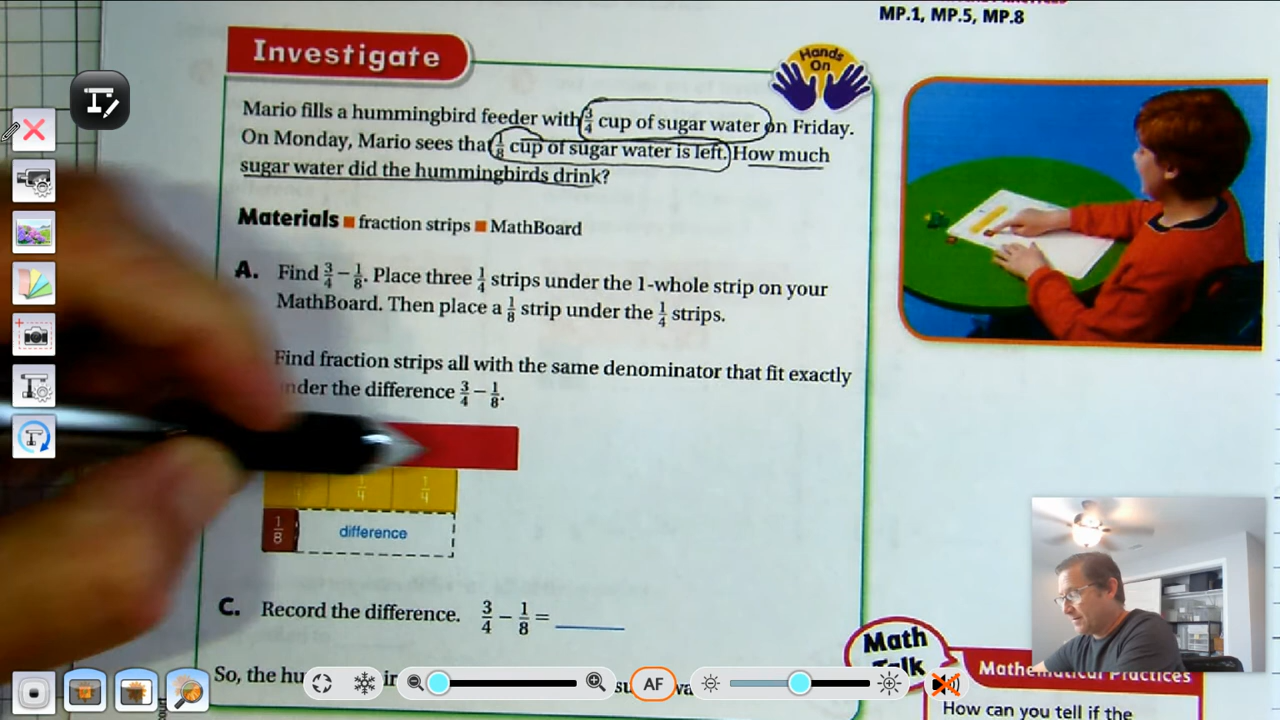 MP.1, MP.5, MP.8
Investigate
Hands
On
Mario fills a hummingbird feeder with 3/4 cup of sugar water on Friday.
On Monday, Mario sees that 1/8 cup of sugar water is left. How much
sugar water did the hummingbirds drink?
Materials ■ fraction strips ■ MathBoard
A. Find 3/4 − 1/8. Place three 1/4 strips under the 1-whole strip on your
MathBoard. Then place a 1/8 strip under the 1/4 strips.
Find fraction strips all with the same denominator that fit exactly
under the difference 3/4 − 1/8.
1/4 1/4
1/8 difference
C. Record the difference. 3/4 − 1/8 = ______
So, the
Math
Talk
Mathematical Practices
How can you tell if the
AF